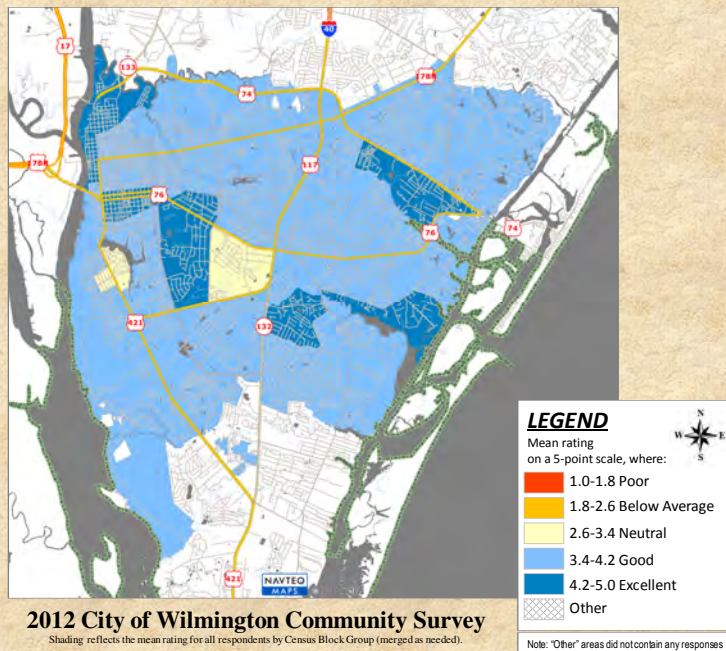 40
17
133
178R
74
117
178R
76
76
74
421
132
421
NAVTEQ
MAPS
LEGEND
N
W E
S
Mean rating
on a 5-point scale, where:
1.0-1.8 Poor
1.8-2.6 Below Average
2.6-3.4 Neutral
3.4-4.2 Good
4.2-5.0 Excellent
Other
2012 City of Wilmington Community Survey
Shading reflects the mean rating for all respondents by Census Block Group (merged as needed).
Note: "Other" areas did not contain any responses